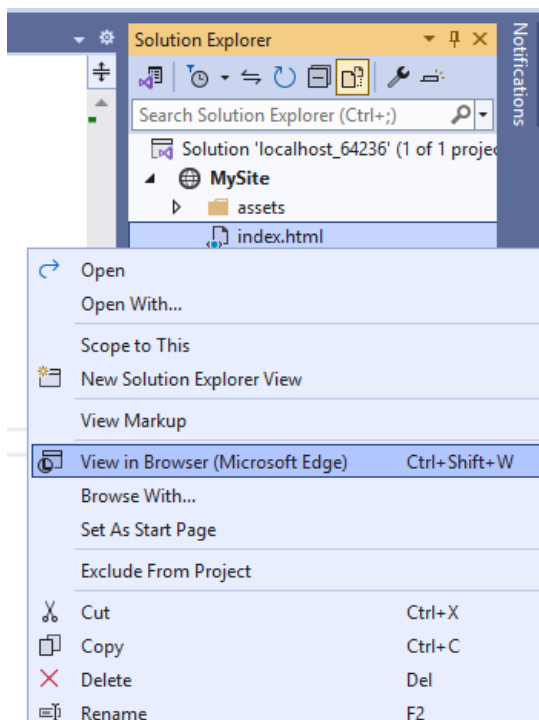 Solution Explorer
Notifications
Search Solution Explorer (Ctrl+;)
Solution 'localhost_64236' (1 of 1 projec
MySite
assets
index.html
Open
Open With...
Scope to This
New Solution Explorer View
View Markup
View in Browser (Microsoft Edge) Ctrl+Shift+W
Browse With...
Set As Start Page
Exclude From Project
Cut Ctrl+X
Copy Ctrl+C
Delete Del
Rename F2